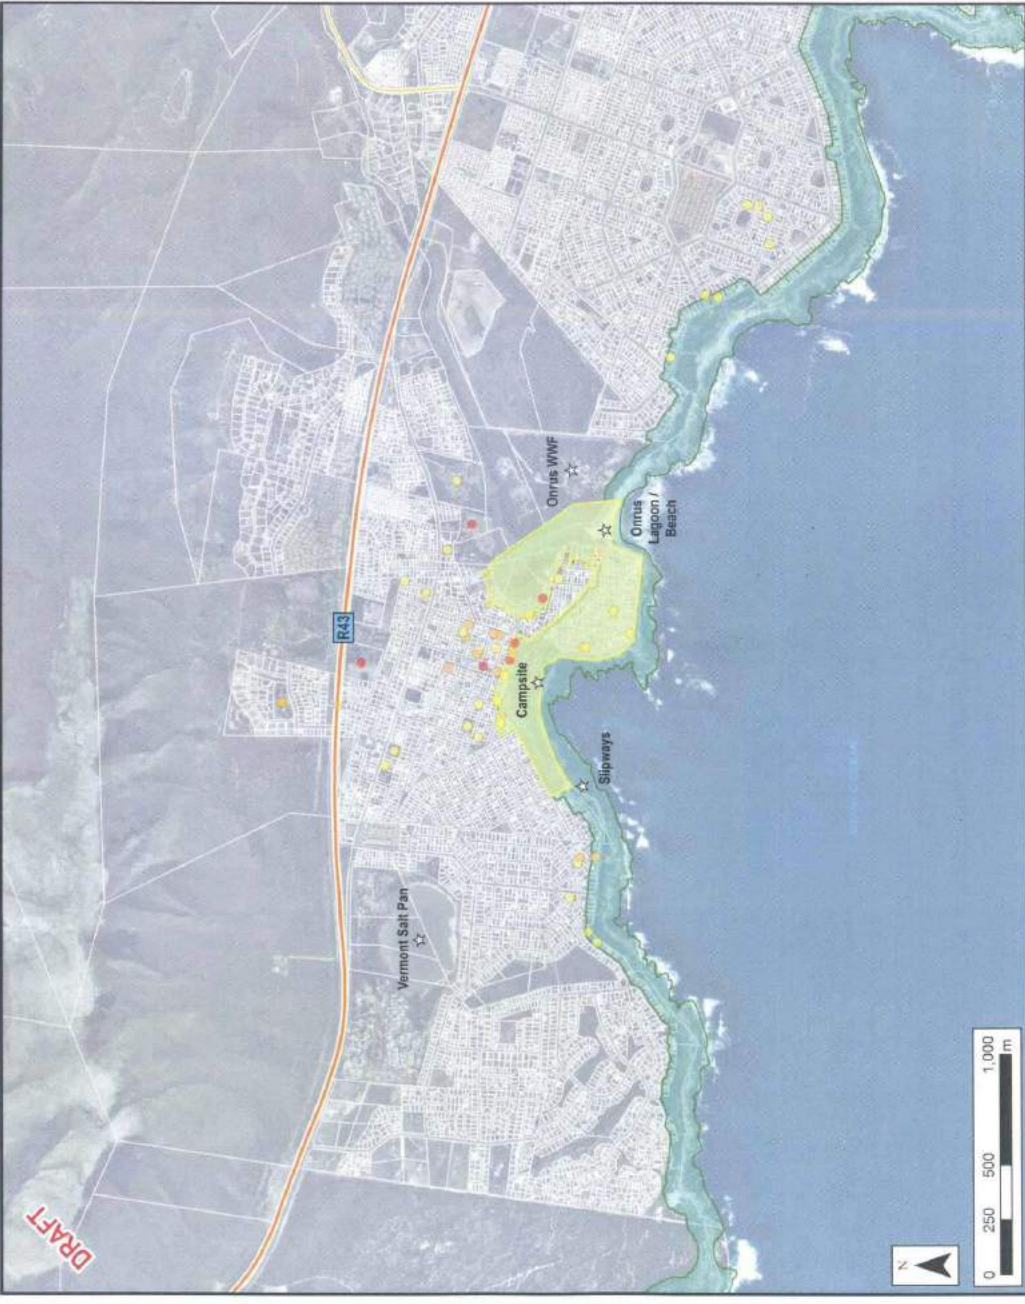 DRAFT
R43
Vermont Salt Pan
Campsite
Slipways
Onrus WWF
Onrus
Lagoon /
Beach
N
0
250
500
1,000
m